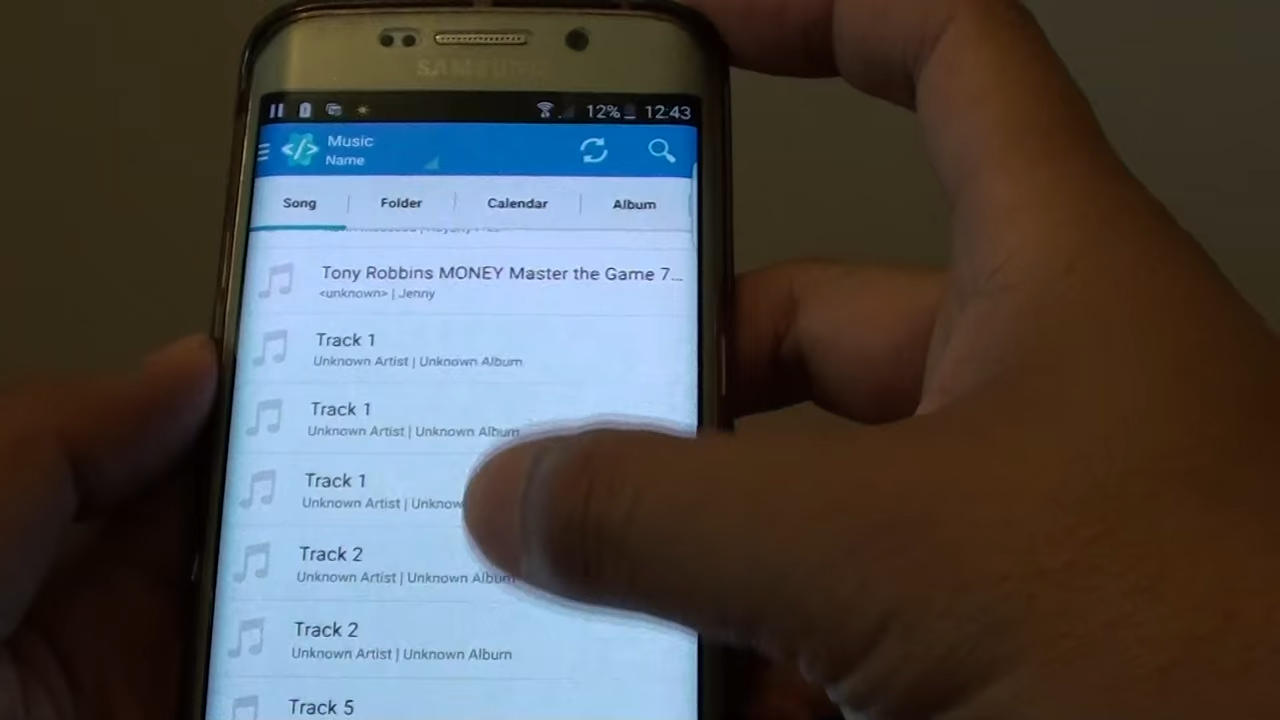 SAMSUNG
12% 12:43
Music
Name
Song Folder Calendar Album
Tony Robbins MONEY Master the Game 7...
<unknown> | Jenny
Track 1
Unknown Artist | Unknown Album
Track 1
Unknown Artist | Unknown Album
Track 1
Unknown Artist | Unknow
Track 2
Unknown Artist | Unknown Album
Track 2
Unknown Artist | Unknown Album
Track 5